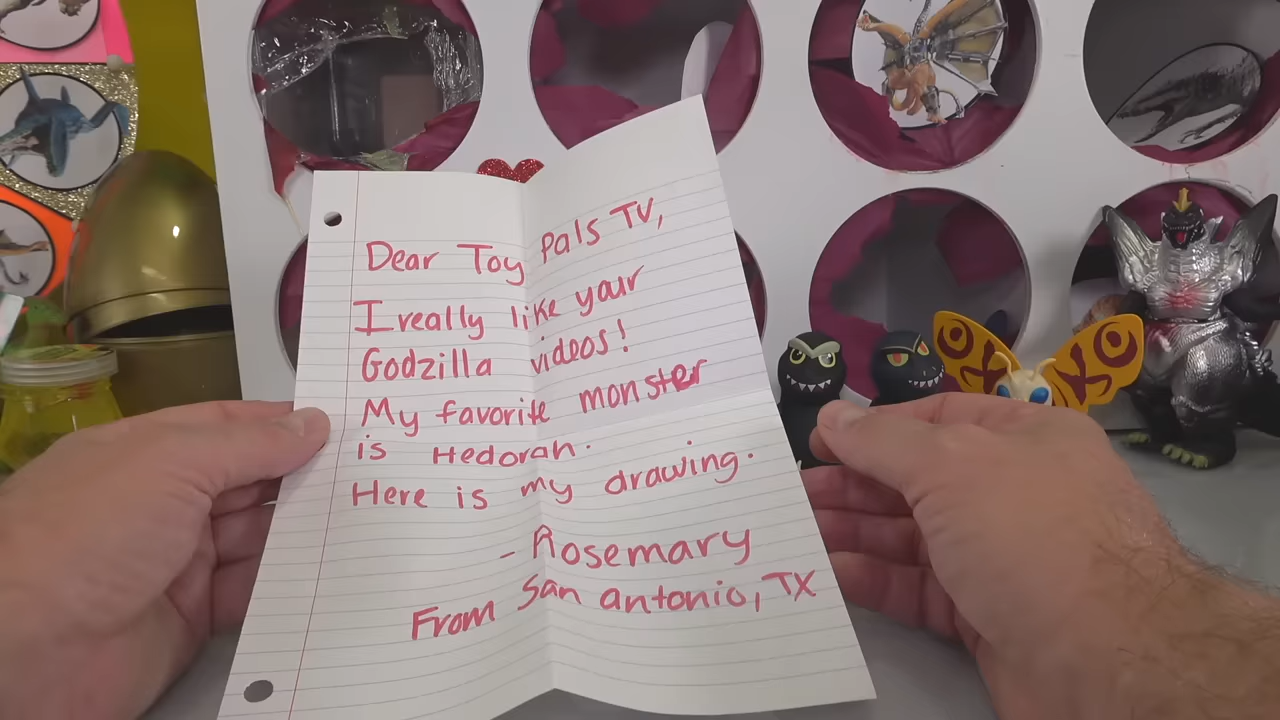 Dear Toy Pals TV,
I really like your
Godzilla videos!
My favorite monster
is Hedorah.
Here is my drawing.
- Rosemary
From San antonio, TX